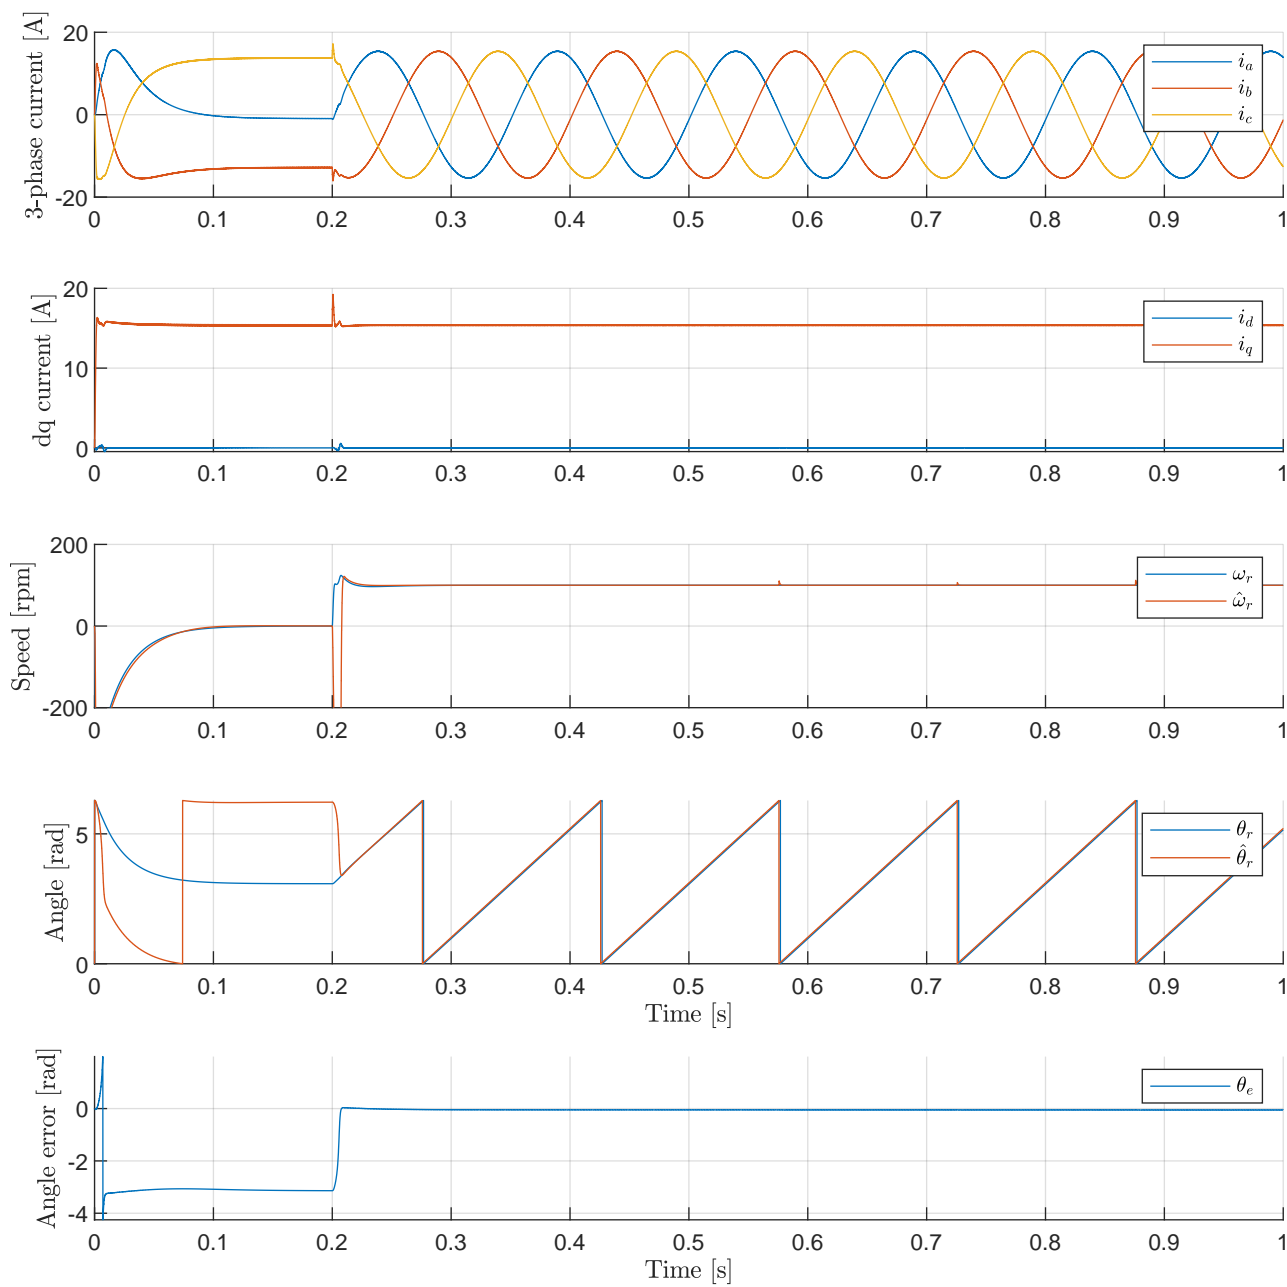 3-phase current [A]
20
0
-20
i_a
i_b
i_c
0 0.1 0.2 0.3 0.4 0.5 0.6 0.7 0.8 0.9 1
dq current [A]
20
10
0
i_d
i_q
0 0.1 0.2 0.3 0.4 0.5 0.6 0.7 0.8 0.9 1
Speed [rpm]
200
0
-200
ω_r
ω̂_r
0 0.1 0.2 0.3 0.4 0.5 0.6 0.7 0.8 0.9 1
Angle [rad]
5
0
θ_r
θ̂_r
0 0.1 0.2 0.3 0.4 0.5 0.6 0.7 0.8 0.9 1
Time [s]
Angle error [rad]
0
-2
-4
θ_e
0 0.1 0.2 0.3 0.4 0.5 0.6 0.7 0.8 0.9 1
Time [s]